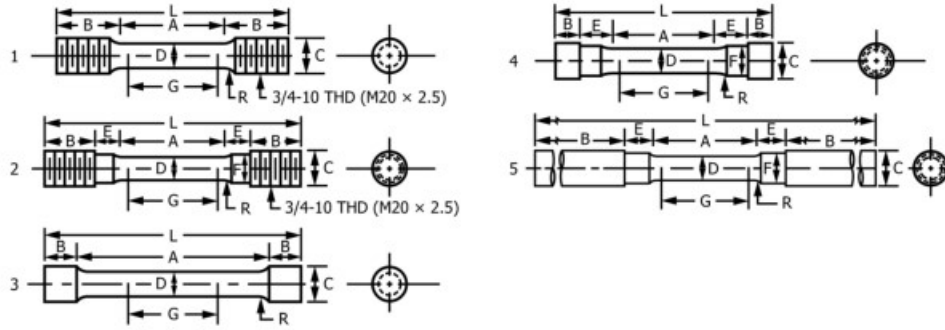 L
B A B
1 D C
G
R 3/4-10 THD (M20 × 2.5)
L
B E A E B
2 D F C
G
R 3/4-10 THD (M20 × 2.5)
L
B A B
3 D C
G
R
L
B E A E B
4 D F C
G
R
L
B E A E B
5 D F C
G
R